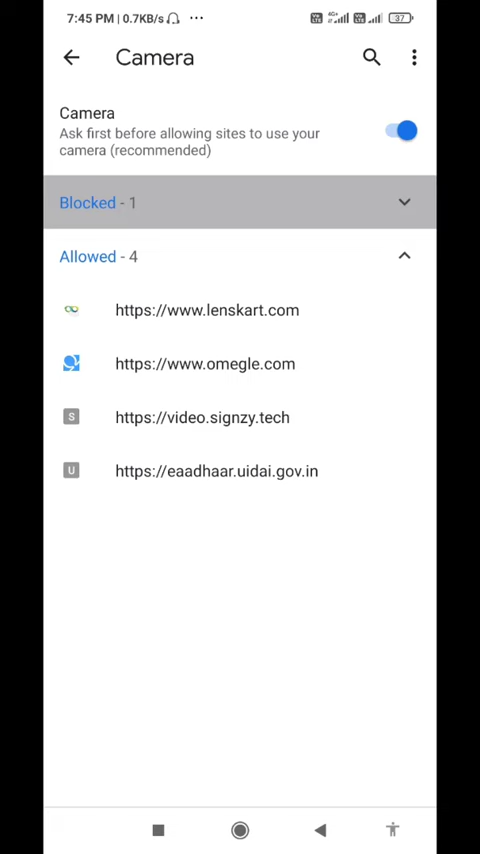 7:45 PM | 0.7KB/s ...
4G+
37
Camera
Camera
Ask first before allowing sites to use your
camera (recommended)
Blocked - 1
Allowed - 4
https://www.lenskart.com
https://www.omegle.com
S https://video.signzy.tech
U https://eaadhaar.uidai.gov.in